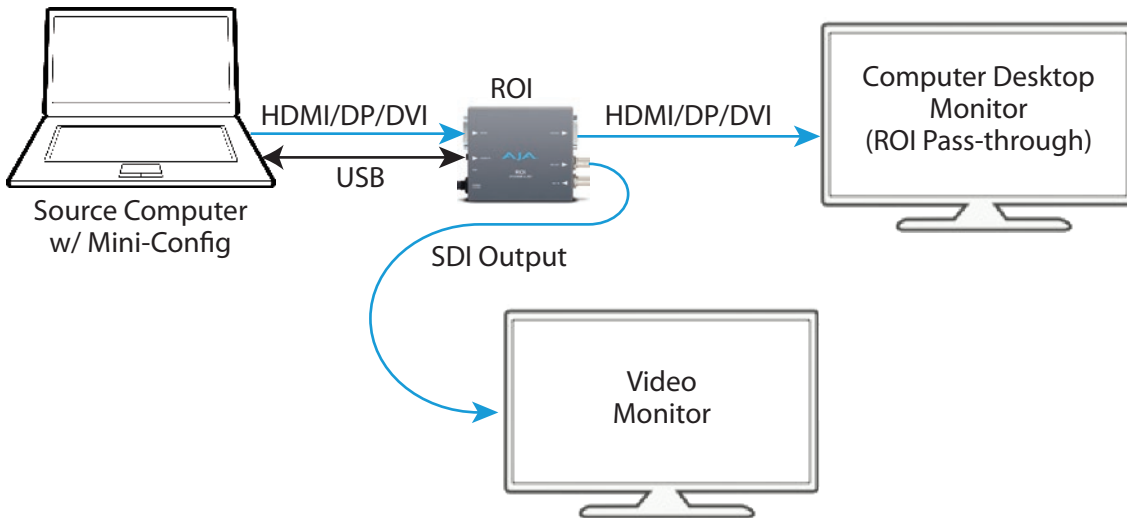 ROI
HDMI/DP/DVI
HDMI/DP/DVI
USB
AJA
ROI
Source Computer
w/ Mini-Config
Computer Desktop
Monitor
(ROI Pass-through)
SDI Output
Video
Monitor